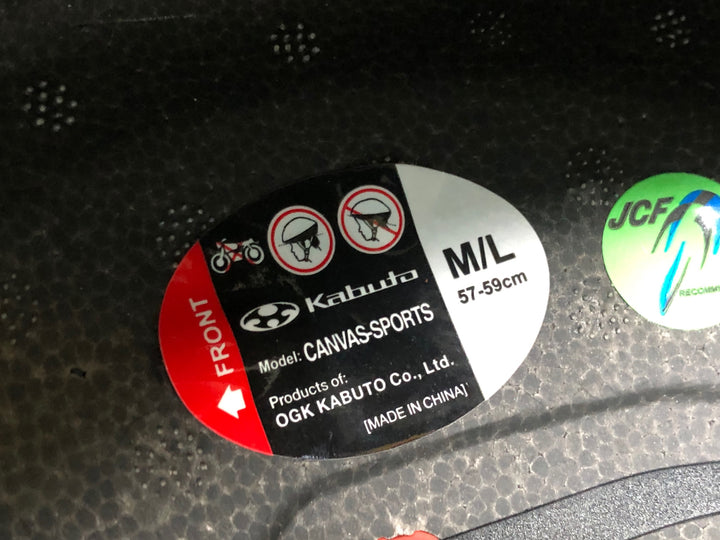 FRONT
Kabuto
Model: CANVAS-SPORTS
Products of:
OGK KABUTO Co., Ltd.
[MADE IN CHINA]
M/L
57-59cm
JCF